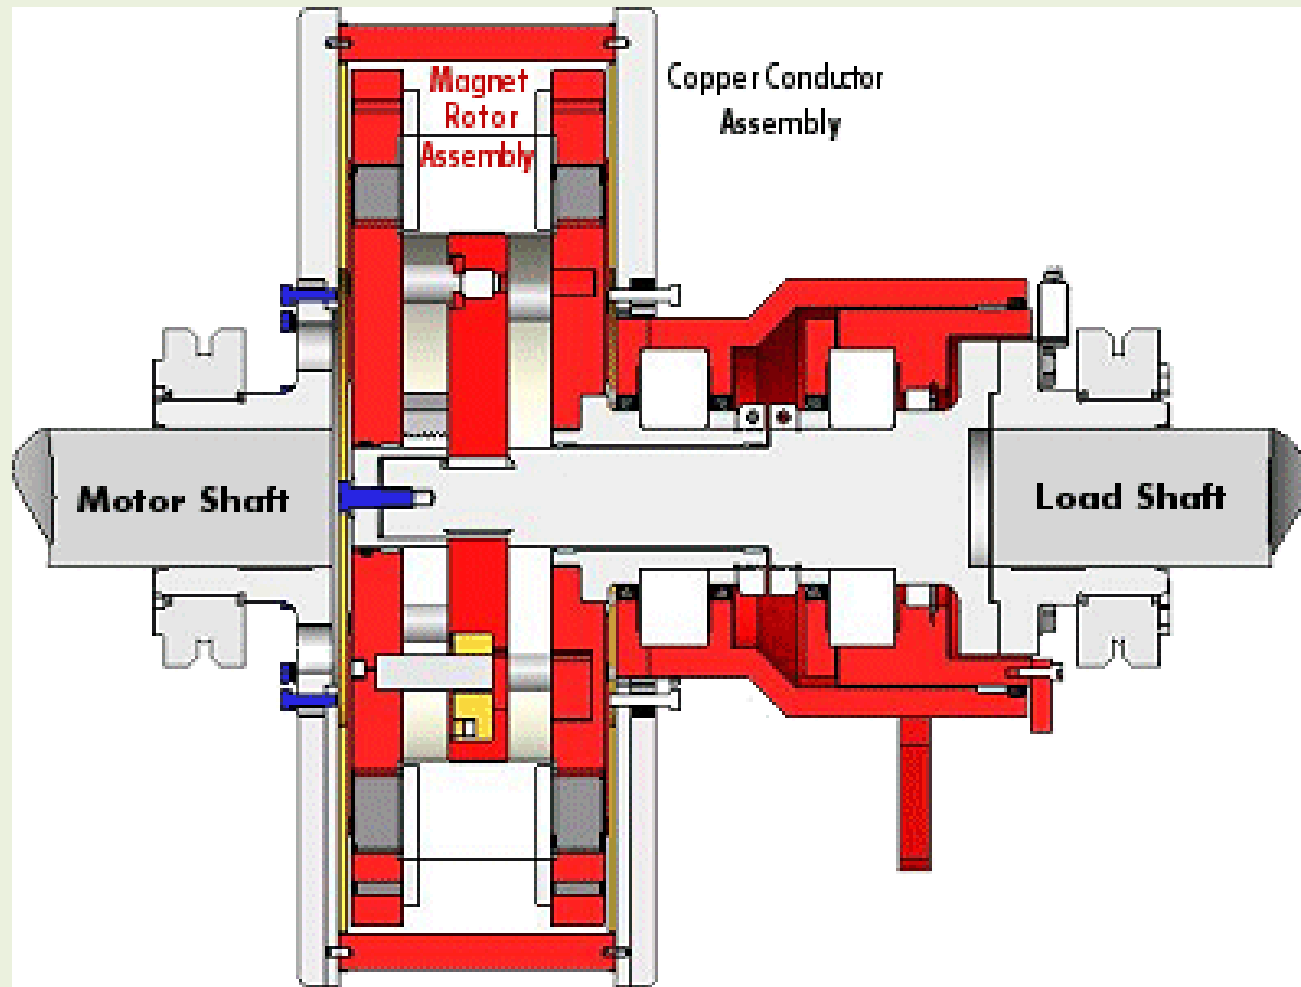 Magnet
Rotor
Assembly
Copper Conductor
Assembly
Motor Shaft
Load Shaft